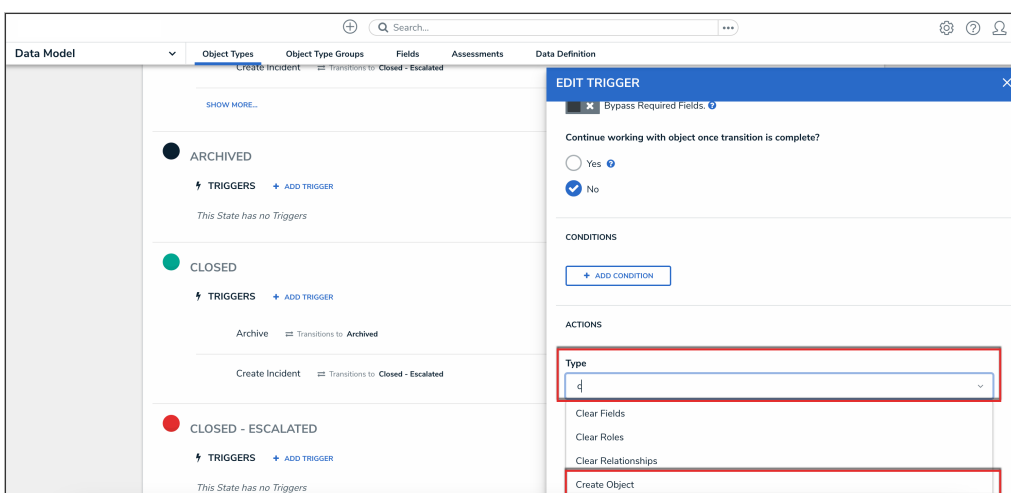 Search...
Data Model
Object Types
Object Type Groups
Fields
Assessments
Data Definition
Create Incident Transitions to Closed - Escalated
SHOW MORE...
ARCHIVED
TRIGGERS + ADD TRIGGER
This State has no Triggers
CLOSED
TRIGGERS + ADD TRIGGER
Archive Transitions to Archived
Create Incident Transitions to Closed - Escalated
CLOSED - ESCALATED
TRIGGERS + ADD TRIGGER
This State has no Triggers
EDIT TRIGGER
Bypass Required Fields.
Continue working with object once transition is complete?
Yes
No
CONDITIONS
+ ADD CONDITION
ACTIONS
Type
c
Clear Fields
Clear Roles
Clear Relationships
Create Object